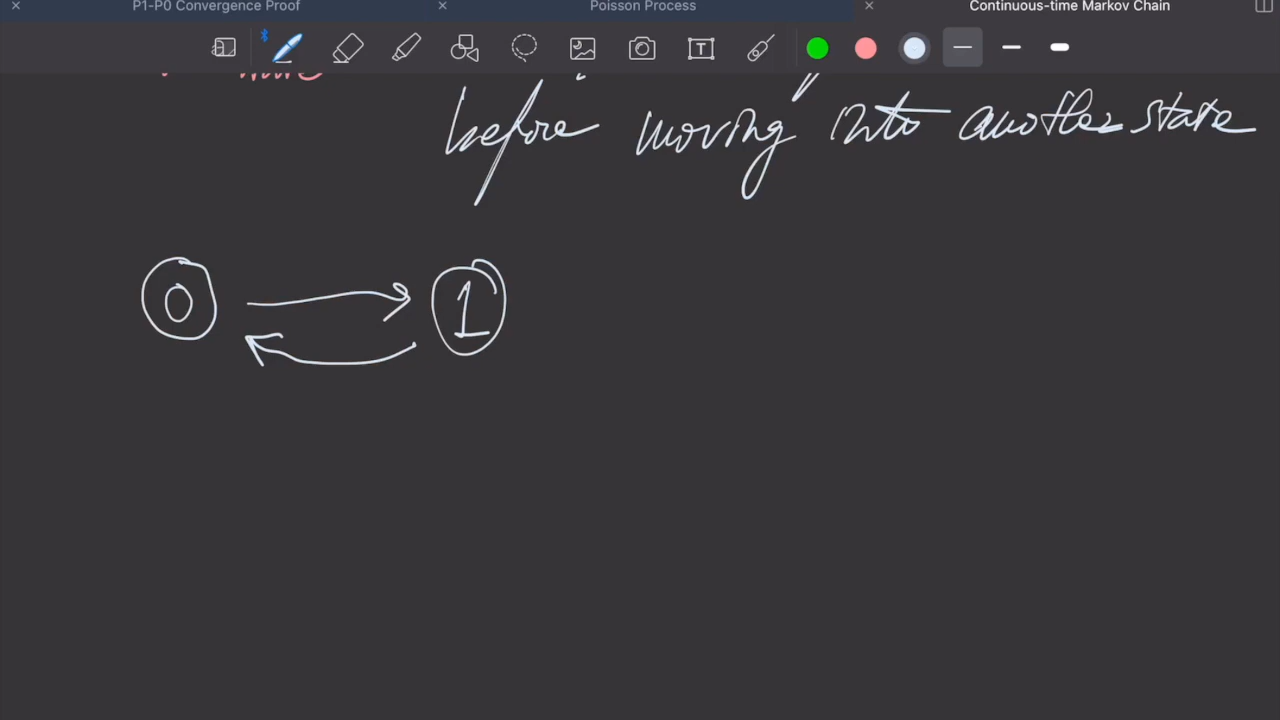 P1-P0 Convergence Proof
Poisson Process
Continuous-time Markov Chain
before moving into another state
0
1